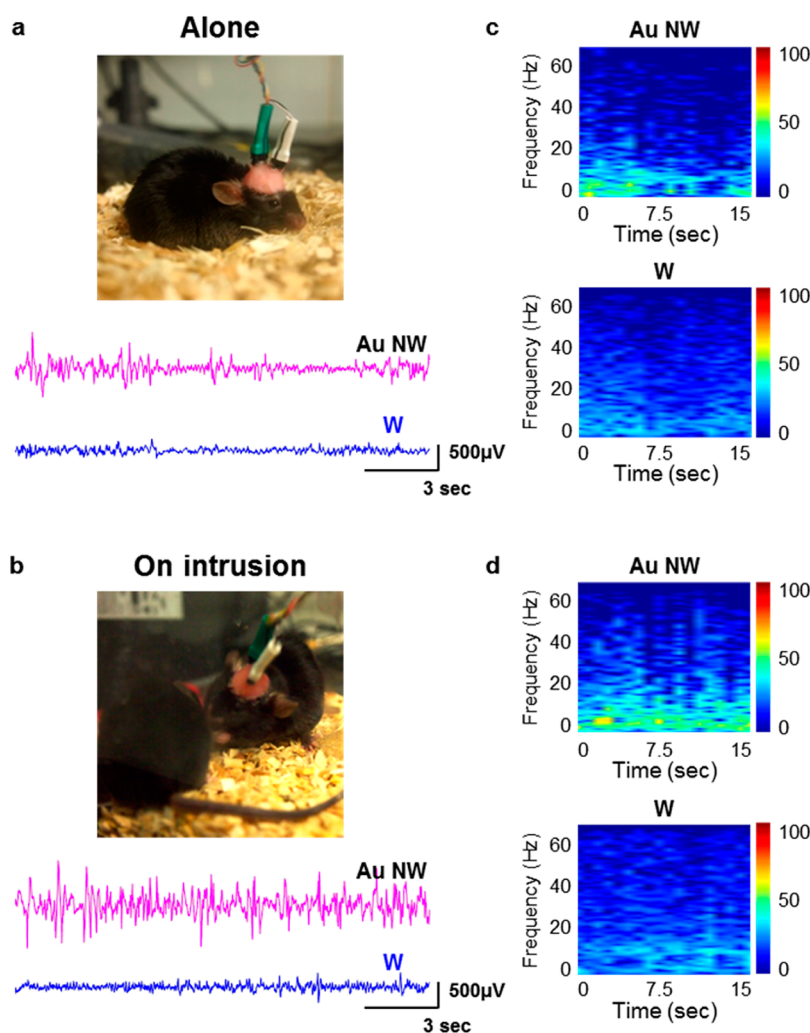 a
Alone
Au NW
W
500µV
3 sec
b
On intrusion
Au NW
W
500µV
3 sec
c
Au NW
Frequency (Hz)
60
40
20
0
0 7.5 15
Time (sec)
100
50
0
W
Frequency (Hz)
60
40
20
0
0 7.5 15
Time (sec)
100
50
0
d
Au NW
Frequency (Hz)
60
40
20
0
0 7.5 15
Time (sec)
100
50
0
W
Frequency (Hz)
60
40
20
0
0 7.5 15
Time (sec)
100
50
0